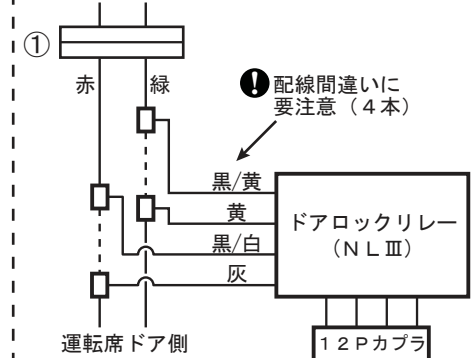 ①
赤 緑
配線間違いに
要注意（４本）
黒/黄
黄
黒/白
灰
ドアロックリレー
（ＮＬⅢ）
運転席ドア側
１２Ｐカプラ